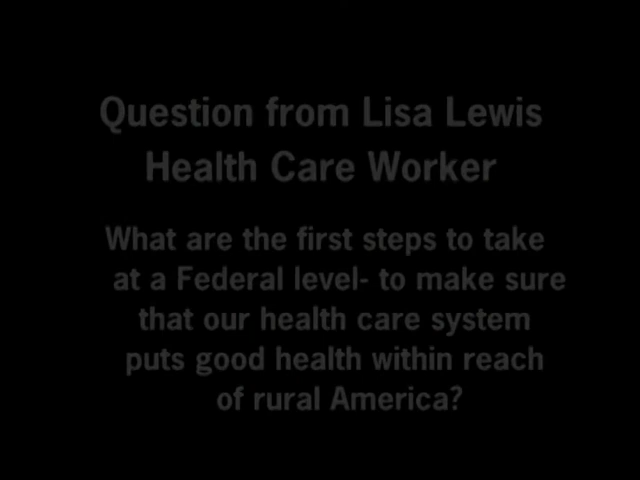 Question from Lisa Lewis
Health Care Worker
What are the first steps to take
at a Federal level- to make sure
that our health care system
puts good health within reach
of rural America?